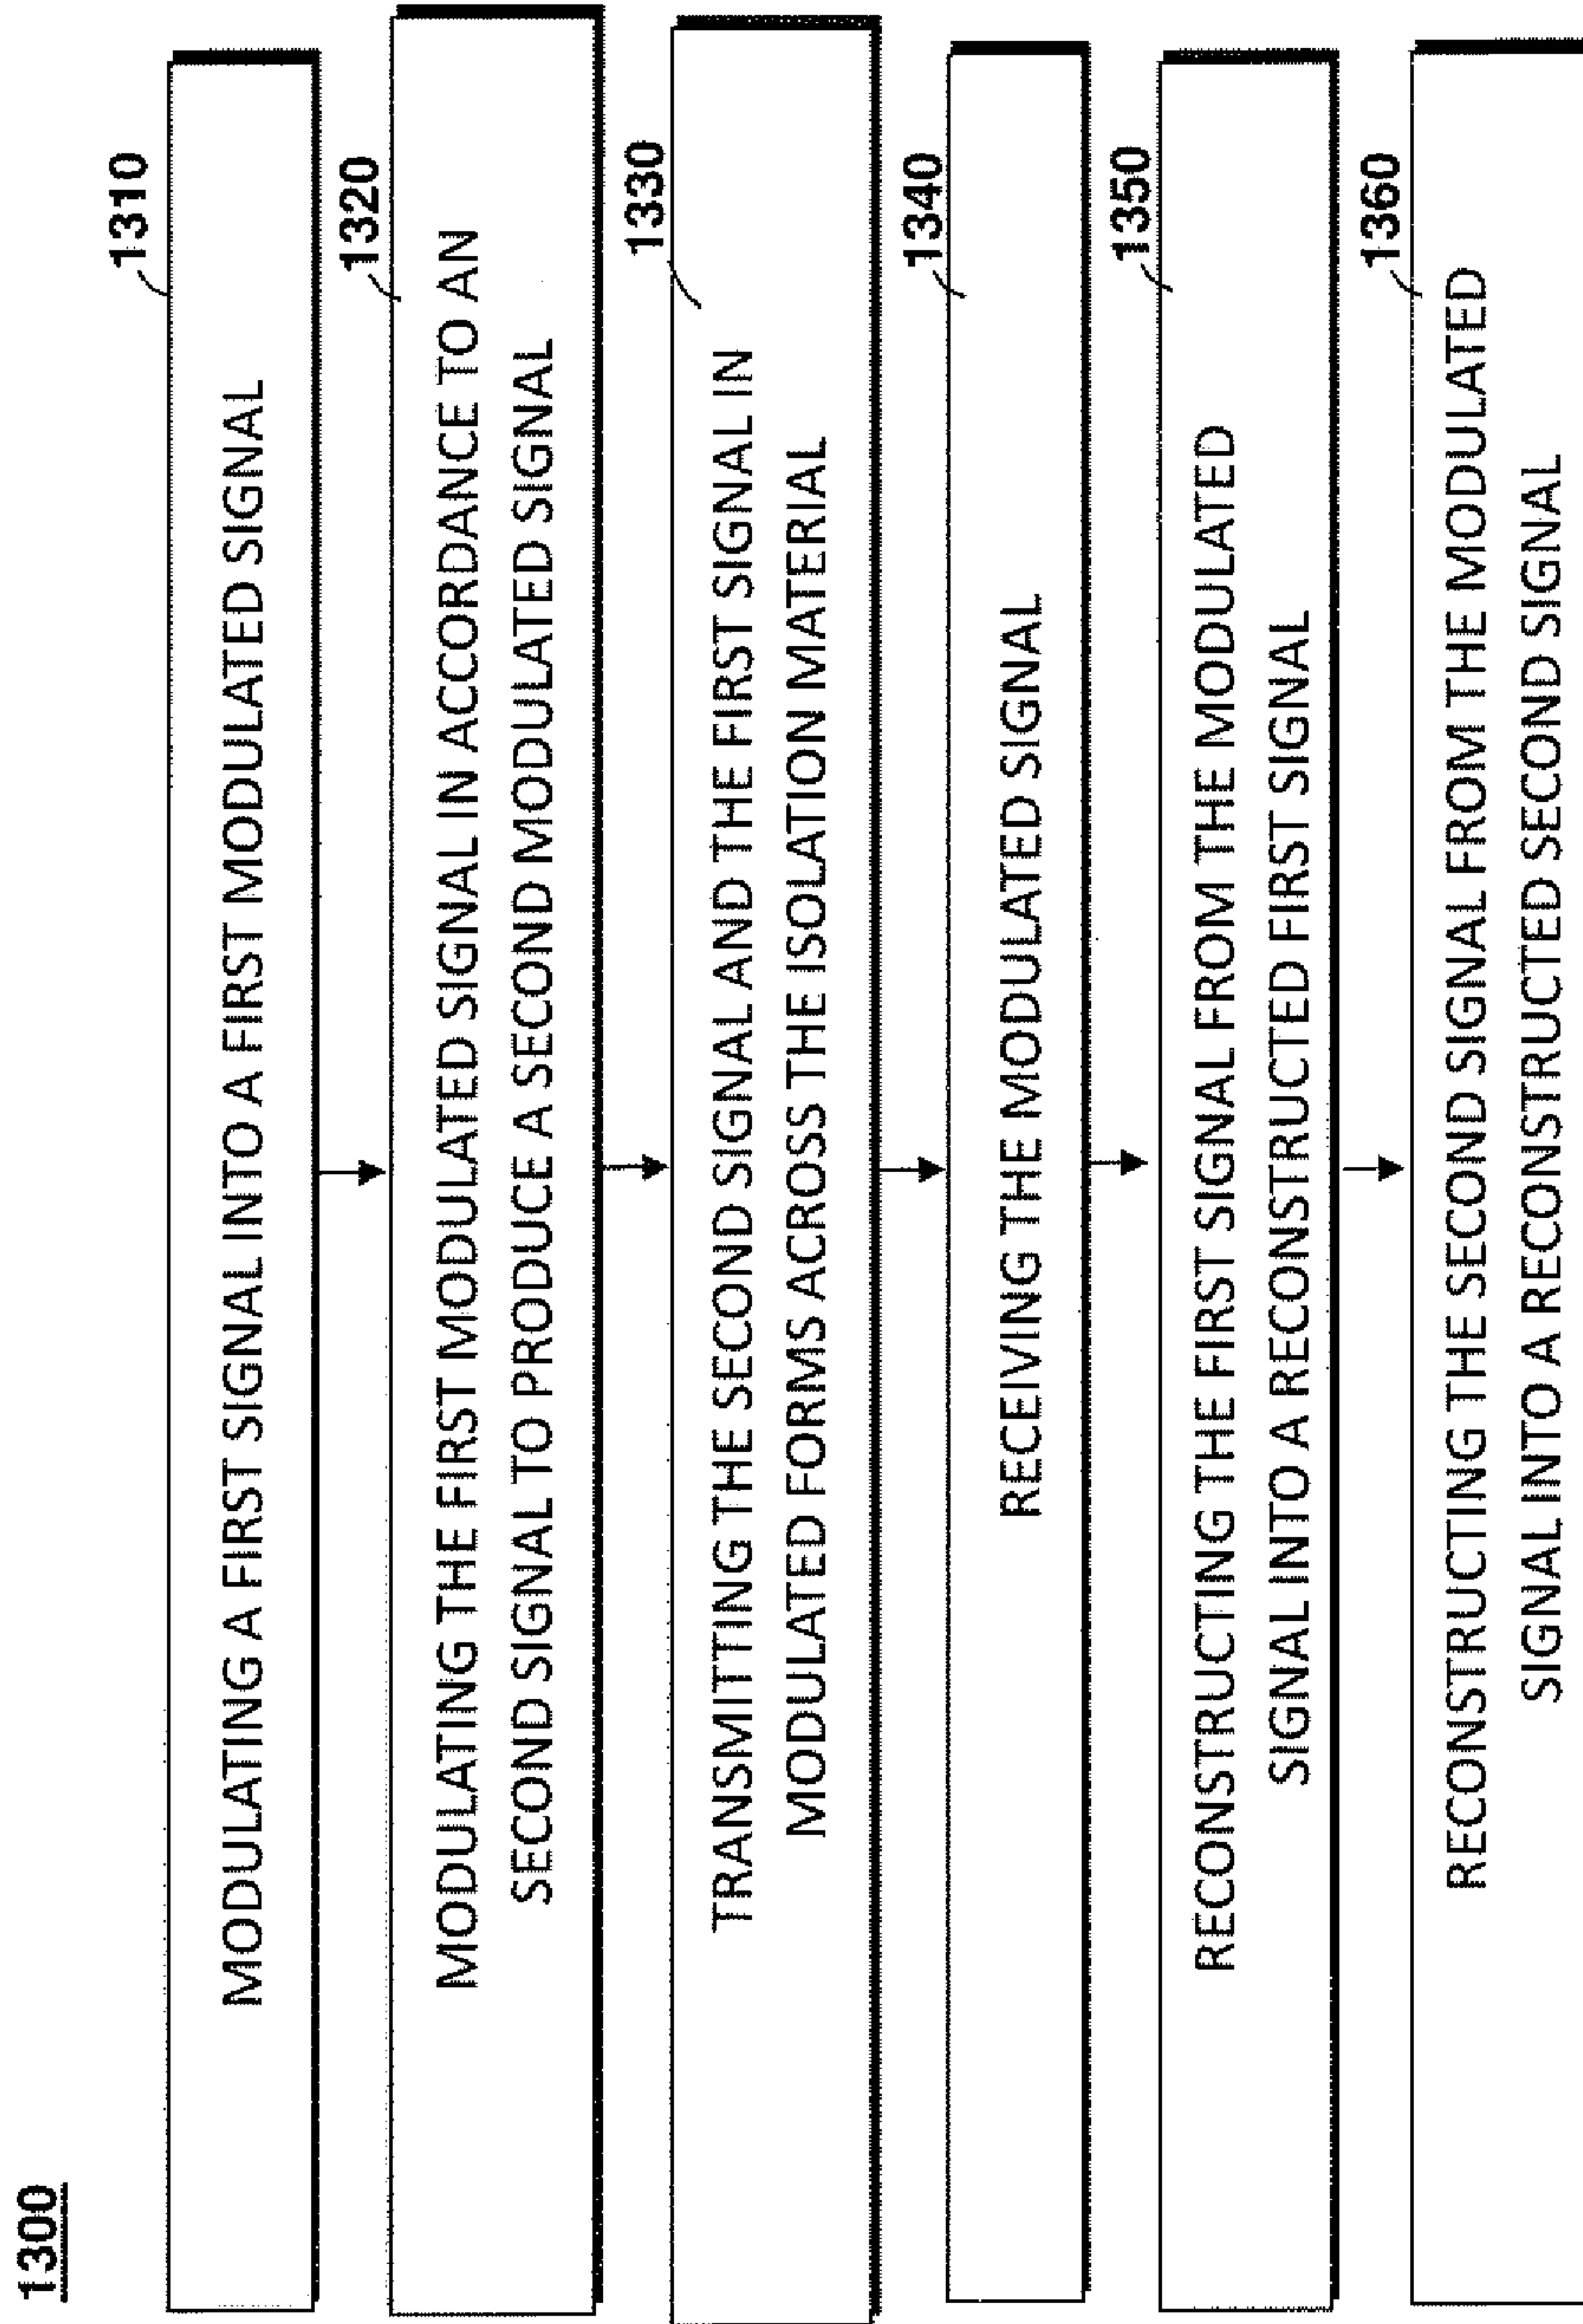 1300
1310
MODULATING A FIRST SIGNAL INTO A FIRST MODULATED SIGNAL
1320
MODULATING THE FIRST MODULATED SIGNAL IN ACCORDANCE TO AN
SECOND SIGNAL TO PRODUCE A SECOND MODULATED SIGNAL
1330
TRANSMITTING THE SECOND SIGNAL AND THE FIRST SIGNAL IN
MODULATED FORMS ACROSS THE ISOLATION MATERIAL
1340
RECEIVING THE MODULATED SIGNAL
1350
RECONSTRUCTING THE FIRST SIGNAL FROM THE MODULATED
SIGNAL INTO A RECONSTRUCTED FIRST SIGNAL
1360
RECONSTRUCTING THE SECOND SIGNAL FROM THE MODULATED
SIGNAL INTO A RECONSTRUCTED SECOND SIGNAL